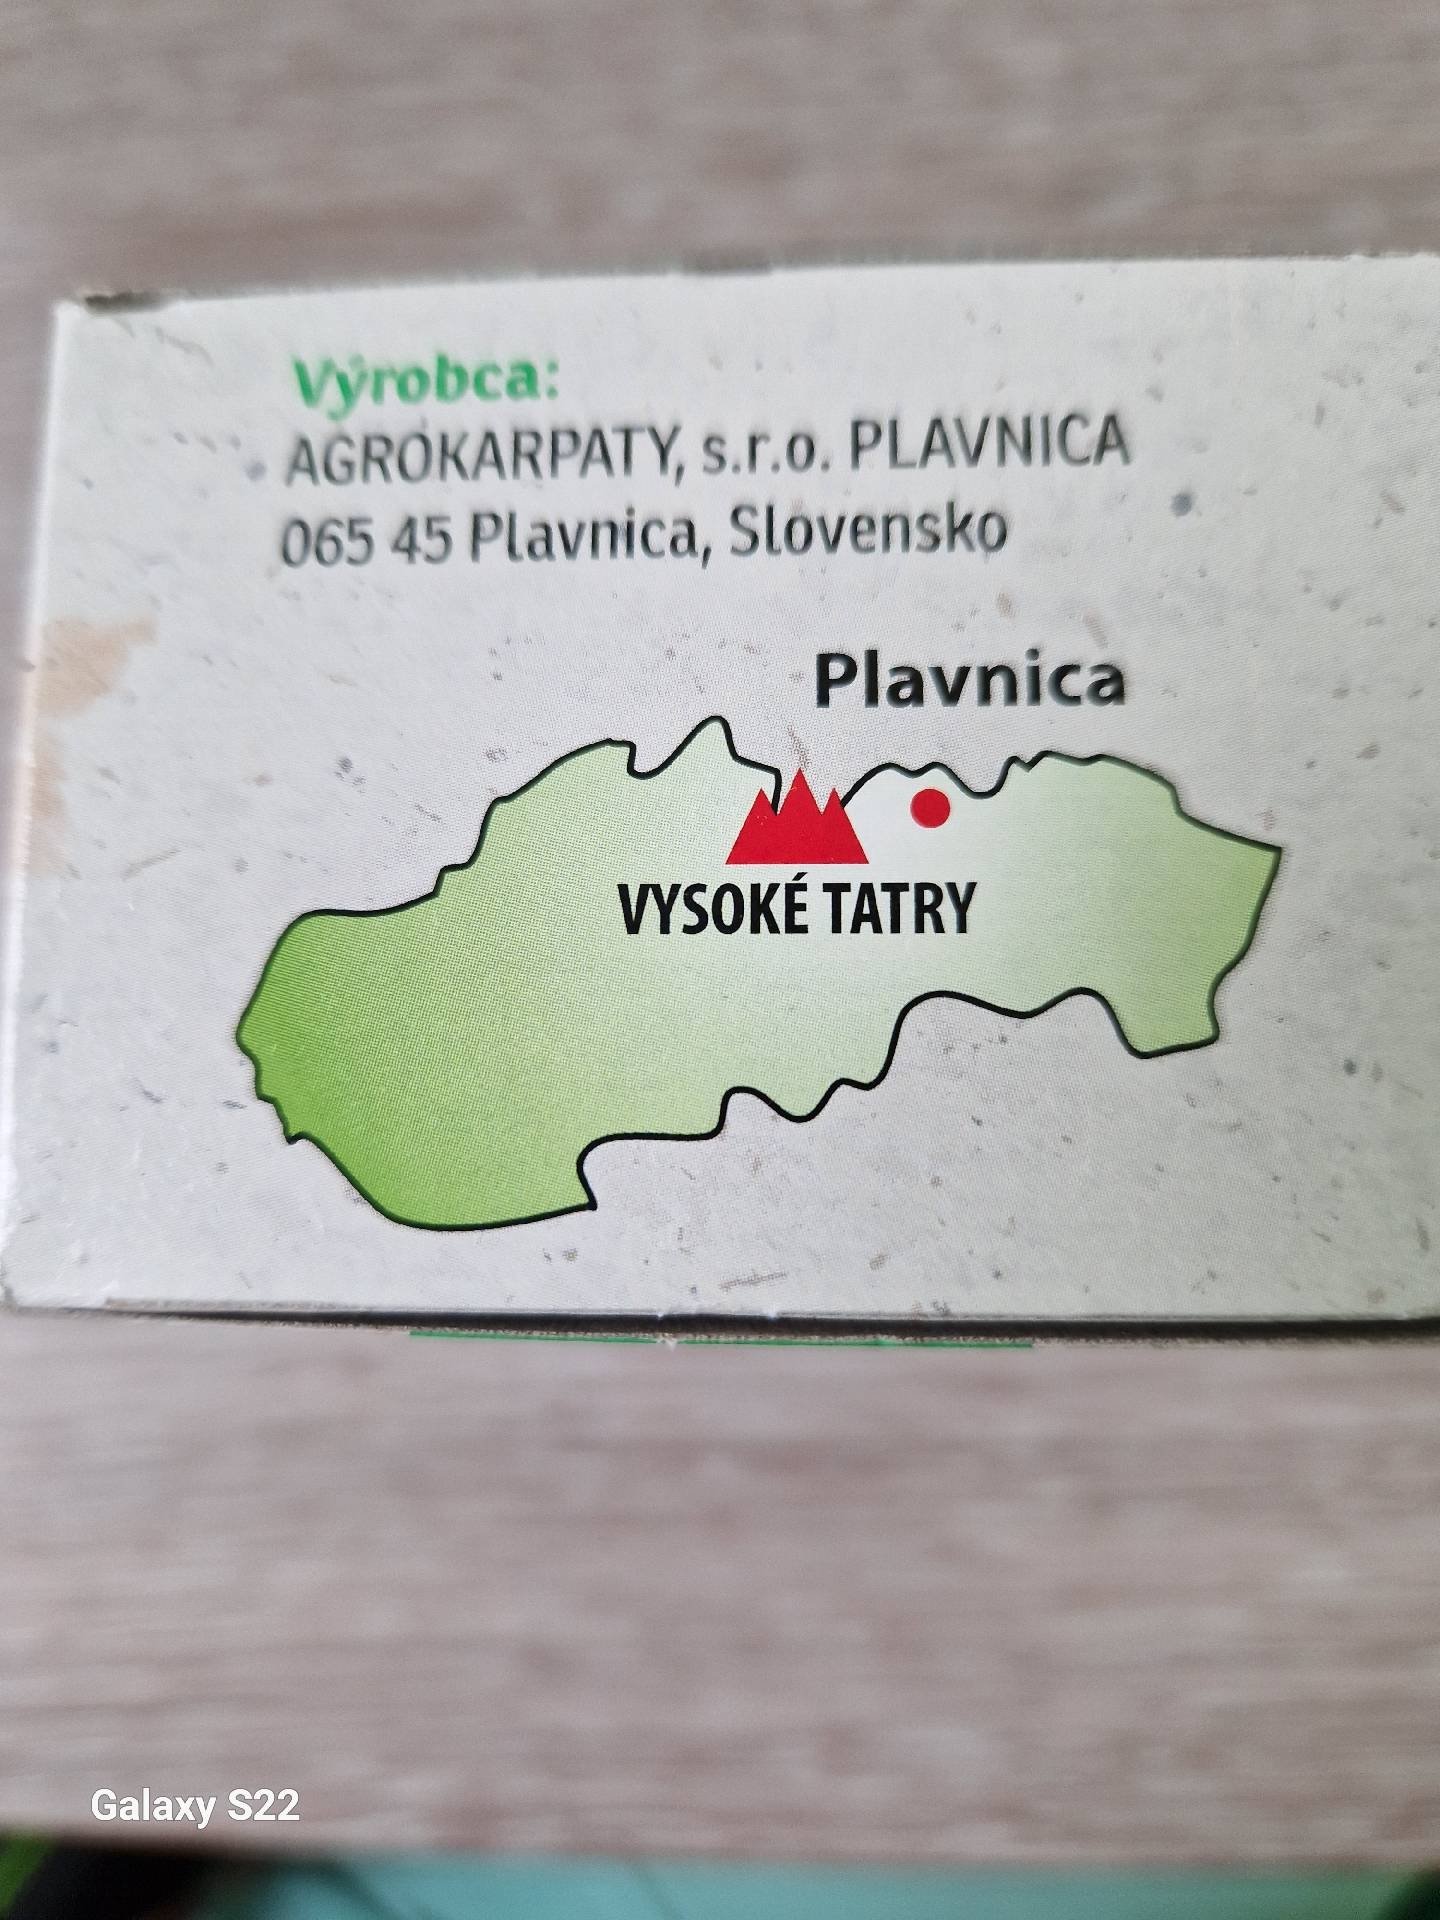 Výrobca:
AGROKARPATY, s.r.o. PLAVNICA
065 45 Plavnica, Slovensko
Plavnica
VYSOKÉ TATRY
Galaxy S22